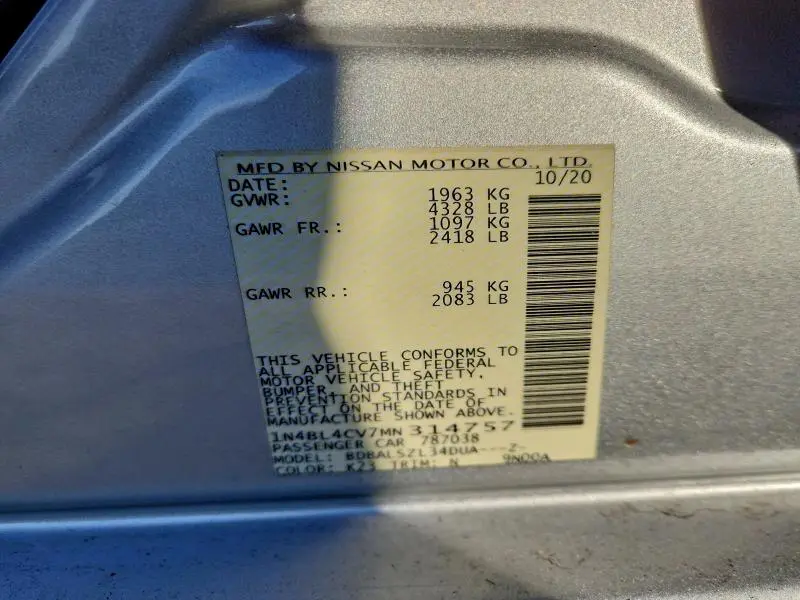 MFD BY NISSAN MOTOR CO., LTD.
DATE: 10/20
GVWR: 1963 KG
4328 LB
GAWR FR.: 1097 KG
2418 LB
GAWR RR.: 945 KG
2083 LB
THIS VEHICLE CONFORMS TO
ALL APPLICABLE FEDERAL
MOTOR VEHICLE SAFETY,
BUMPER, AND THEFT
PREVENTION STANDARDS IN
EFFECT ON THE DATE OF
MANUFACTURE SHOWN ABOVE.
1N4BL4CV7MN 314757
PASSENGER CAR 787038
MODEL: BDBALSZL34DUA---2-
COLOR: K23 TRIM: N 9N00A